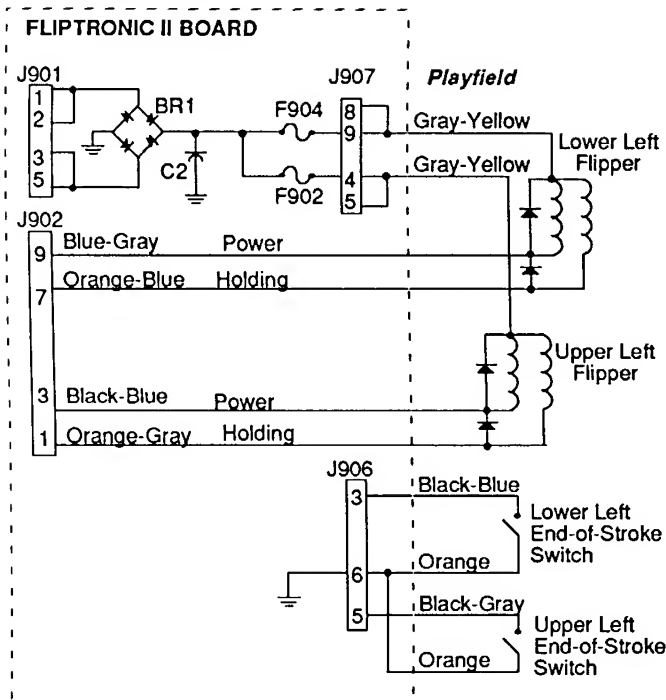 FLIPTRONIC II BOARD
J901
1
2
3
5
BR1
C2
F904
F902
J907
8
9
4
5
Playfield
Gray-Yellow
Gray-Yellow
Lower Left
Flipper
J902
9
Blue-Gray Power
7
Orange-Blue Holding
3
Black-Blue Power
1
Orange-Gray Holding
Upper Left
Flipper
J906
3
Black-Blue
Lower Left
End-of-Stroke
Switch
6
Orange
5
Black-Gray
Upper Left
End-of-Stroke
Switch
Orange